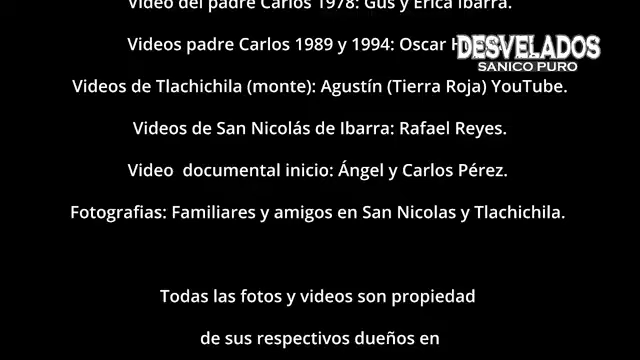 Video del padre Carlos 1978: Gus y Erica Ibarra.
Videos padre Carlos 1989 y 1994: Oscar
DESVELADOS
SANICO PURO
Videos de Tlachichila (monte): Agustín (Tierra Roja) YouTube.
Videos de San Nicolás de Ibarra: Rafael Reyes.
Video  documental inicio: Ángel y Carlos Pérez.
Fotografias: Familiares y amigos en San Nicolas y Tlachichila.
Todas las fotos y videos son propiedad
de sus respectivos dueños en